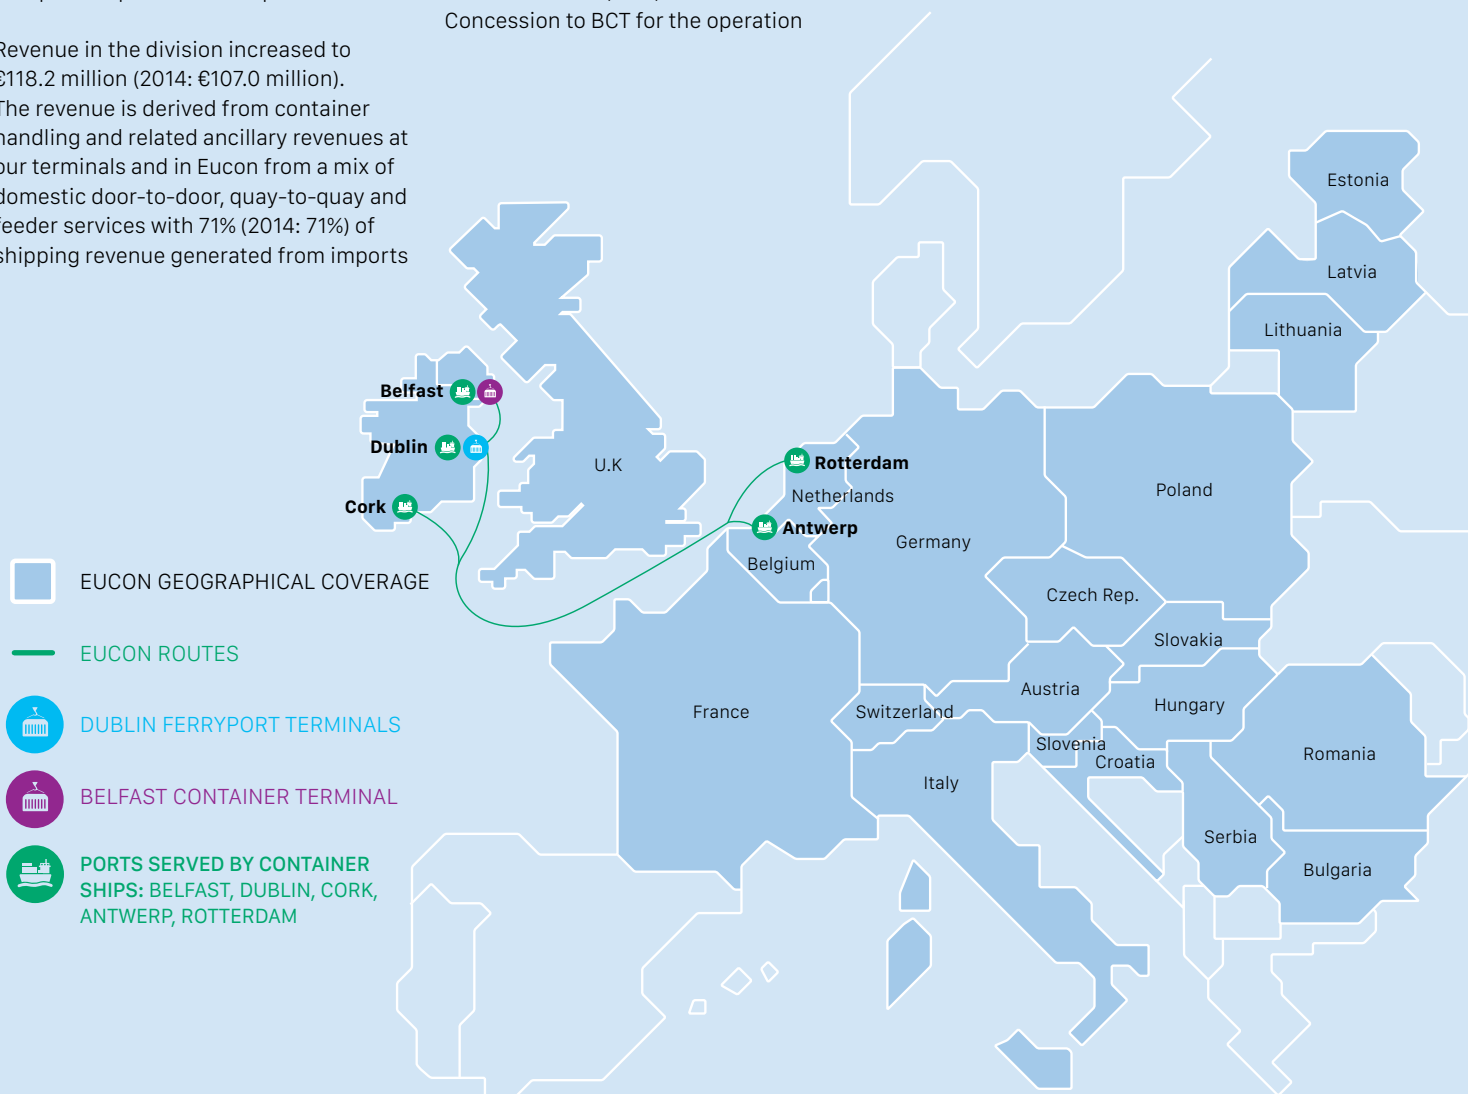 Concession to BCT for the operation
Revenue in the division increased to
€118.2 million (2014: €107.0 million).
The revenue is derived from container
handling and related ancillary revenues at
our terminals and in Eucon from a mix of
domestic door-to-door, quay-to-quay and
feeder services with 71% (2014: 71%) of
shipping revenue generated from imports
Estonia
Latvia
Lithuania
Belfast
Dublin
U.K
Cork
Rotterdam
Netherlands
Antwerp
Belgium
Germany
Poland
Czech Rep.
Slovakia
Austria
Hungary
France
Switzerland
Slovenia
Croatia
Italy
Romania
Serbia
Bulgaria
EUCON GEOGRAPHICAL COVERAGE
EUCON ROUTES
DUBLIN FERRYPORT TERMINALS
BELFAST CONTAINER TERMINAL
PORTS SERVED BY CONTAINER
SHIPS: BELFAST, DUBLIN, CORK,
ANTWERP, ROTTERDAM